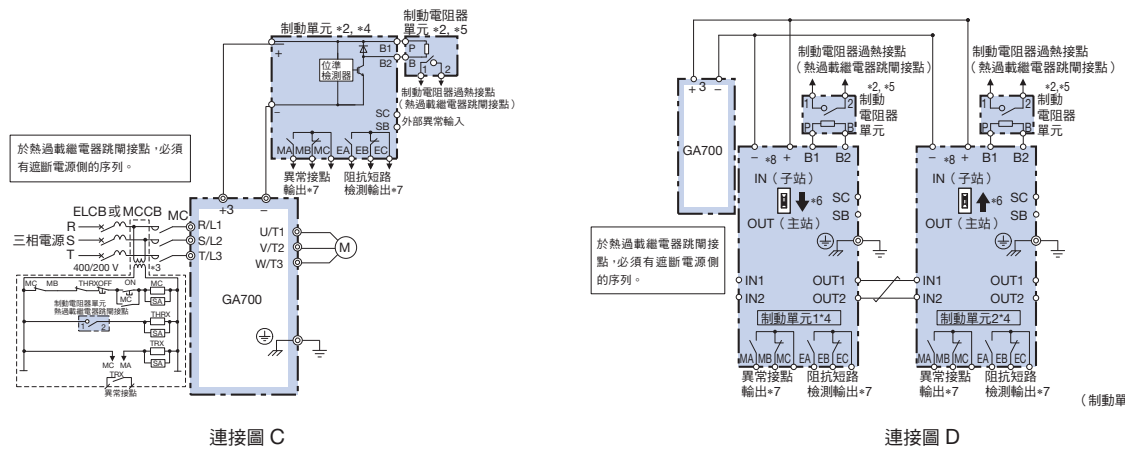 制動單元 *2, *4
制動電阻器
單元 *2, *5
+
B1
B2
P
B
1 2
位準
檢測器
制動電阻器過熱接點
（熱過載繼電器跳閘接點）
−
SC
SB
外部異常輸入
MA MB MC EA EB EC
異常接點
輸出*7
阻抗短路
檢測輸出*7
於熱過載繼電器跳閘接點，必須
有遮斷電源側的序列。
+3 −
ELCB 或 MCCB MC
R R/L1
三相電源 S S/L2
T T/L3
400/200 V *3
U/T1
V/T2
W/T3
M
GA700
MC MB THRX OFF ON MC
MC SA
制動電阻器單元
熱過載繼電器跳閘接點
1 2
THRX
SA
TRX
SA
MC MA
TRX
異常接點
連接圖 C
+3 −
GA700
制動電阻器過熱接點
（熱過載繼電器跳閘接點）
*2,*5
1 2
制動
電阻器
單元
P B
− *8 + B1 B2
IN（子站）
*6
OUT（主站）
SC
SB
IN1 OUT1
IN2 OUT2
制動單元1*4
MA MB MC EA EB EC
異常接點
輸出*7
阻抗短路
檢測輸出*7
於熱過載繼電器跳閘接
點，必須有遮斷電源側
的序列。
制動電阻器過熱接點
（熱過載繼電器跳閘接點）
*2,*5
1 2
制動
電阻器
單元
P B
− *8 + B1 B2
IN（子站）
*6
OUT（主站）
SC
SB
IN1 OUT1
IN2 OUT2
制動單元2*4
MA MB MC EA EB EC
異常接點
輸出*7
阻抗短路
檢測輸出*7
（制動單
連接圖 D